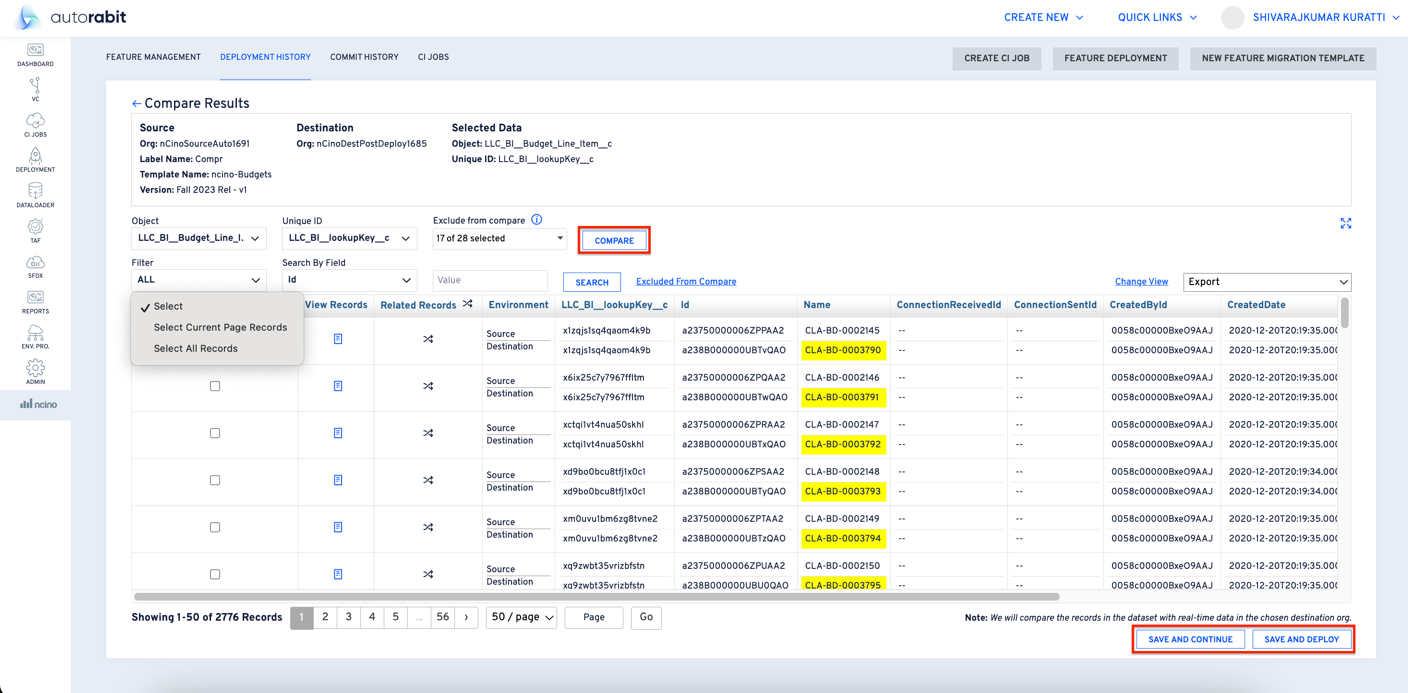 autorabit
CREATE NEW
QUICK LINKS
SHIVARAJKUMAR KURATTI
DASHBOARD
VC
CI JOBS
DEPLOYMENT
DATALOADER
TAF
SFDX
REPORTS
ENV. PRO.
ADMIN
ncino
FEATURE MANAGEMENT
DEPLOYMENT HISTORY
COMMIT HISTORY
CI JOBS
CREATE CI JOB
FEATURE DEPLOYMENT
NEW FEATURE MIGRATION TEMPLATE
Compare Results
Source
Org: nCinoSourceAuto1691
Label Name: Compr
Template Name: ncino-Budgets
Version: Fall 2023 Rel - v1
Destination
Org: nCinoDestPostDeploy1685
Selected Data
Object: LLC_BI__Budget_Line_Item__c
Unique ID: LLC_BI__lookupKey__c
Object
LLC_BI__Budget_Line_I.
Unique ID
LLC_BI__lookupKey__c
Exclude from compare
17 of 28 selected
COMPARE
Filter
ALL
Search By Field
Id
Value
SEARCH
Excluded From Compare
Change View
Export
Select
Select Current Page Records
Select All Records
View Records Related Records Environment LLC_BI__lookupKey__c Id Name ConnectionReceivedId ConnectionSentId CreatedById CreatedDate
Source x1zqjs1sq4qaom4k9b a23750000006ZPPAA2 CLA-BD-0002145 -- -- 0058c00000BxeO9AAJ 2020-12-20T20:19:35.000
Destination x1zqjs1sq4qaom4k9b a238B000000UBTvQAO CLA-BD-0003790 -- -- 0058c00000BxeO9AAJ 2020-12-20T20:19:35.000
Source x6ix25c7y7967ffltm a23750000006ZPQAA2 CLA-BD-0002146 -- -- 0058c00000BxeO9AAJ 2020-12-20T20:19:35.000
Destination x6ix25c7y7967ffltm a238B000000UBTwQAO CLA-BD-0003791 -- -- 0058c00000BxeO9AAJ 2020-12-20T20:19:35.000
Source xctqi1vt4nua50skhl a23750000006ZPRAA2 CLA-BD-0002147 -- -- 0058c00000BxeO9AAJ 2020-12-20T20:19:35.000
Destination xctqi1vt4nua50skhl a238B000000UBTxQAO CLA-BD-0003792 -- -- 0058c00000BxeO9AAJ 2020-12-20T20:19:35.000
Source xd9bo0bcu8tfj1x0c1 a23750000006ZPSAA2 CLA-BD-0002148 -- -- 0058c00000BxeO9AAJ 2020-12-20T20:19:34.000
Destination xd9bo0bcu8tfj1x0c1 a238B000000UBTyQAO CLA-BD-0003793 -- -- 0058c00000BxeO9AAJ 2020-12-20T20:19:34.000
Source xm0uvu1bm6zg8tvne2 a23750000006ZPTAA2 CLA-BD-0002149 -- -- 0058c00000BxeO9AAJ 2020-12-20T20:19:35.000
Destination xm0uvu1bm6zg8tvne2 a238B000000UBTzQAO CLA-BD-0003794 -- -- 0058c00000BxeO9AAJ 2020-12-20T20:19:35.000
Source xq9zwbt35vrizbfstn a23750000006ZPUAA2 CLA-BD-0002150 -- -- 0058c00000BxeO9AAJ 2020-12-20T20:19:35.000
Destination xq9zwbt35vrizbfstn a238B000000UBU0QAO CLA-BD-0003795 -- -- 0058c00000BxeO9AAJ 2020-12-20T20:19:35.000
Showing 1-50 of 2776 Records
1 2 3 4 5 ... 56 ›
50 / page
Page
Go
Note: We will compare the records in the dataset with real-time data in the chosen destination org.
SAVE AND CONTINUE
SAVE AND DEPLOY